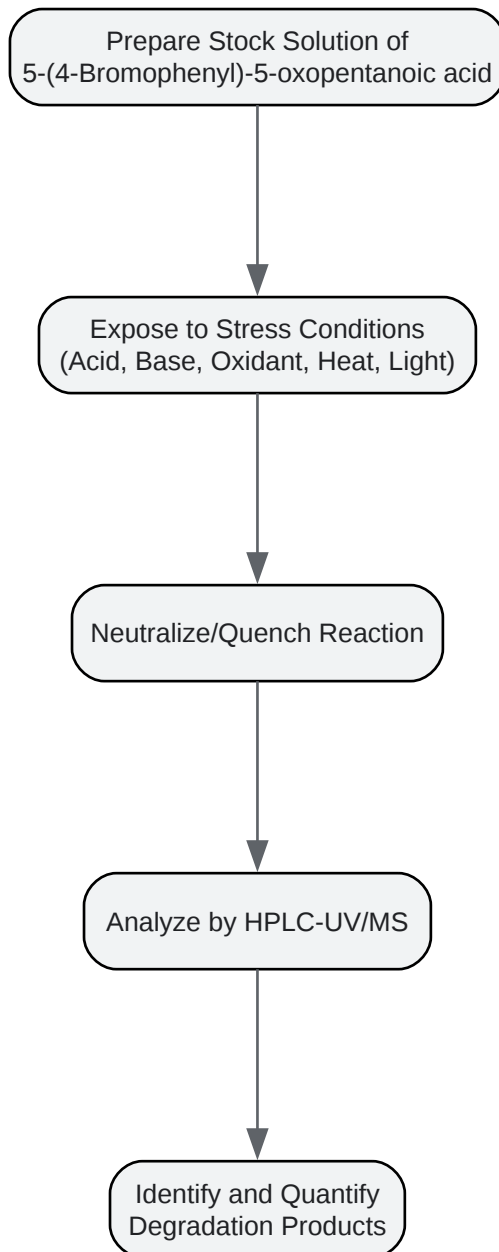 Prepare Stock Solution of
5-(4-Bromophenyl)-5-oxopentanoic acid
Expose to Stress Conditions
(Acid, Base, Oxidant, Heat, Light)
Neutralize/Quench Reaction
Analyze by HPLC-UV/MS
Identify and Quantify
Degradation Products